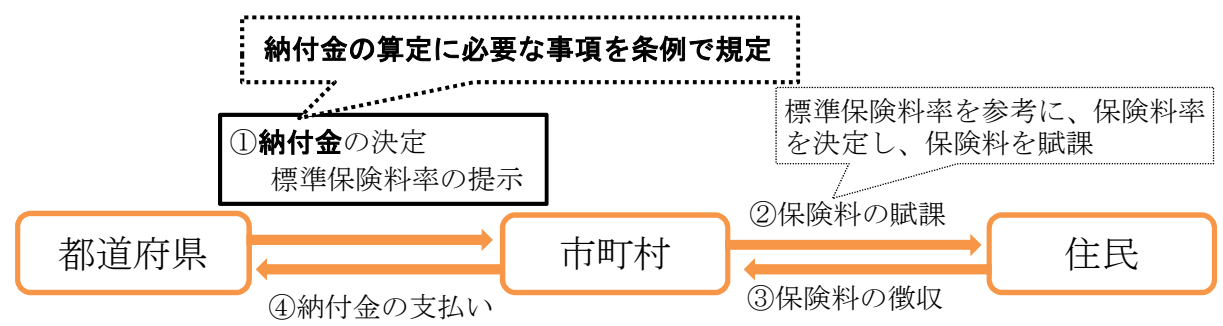 納付金の算定に必要な事項を条例で規定
①納付金の決定
標準保険料率の提示
標準保険料率を参考に、保険料率
を決定し、保険料を賦課
②保険料の賦課
都道府県
市町村
住民
④納付金の支払い
③保険料の徴収